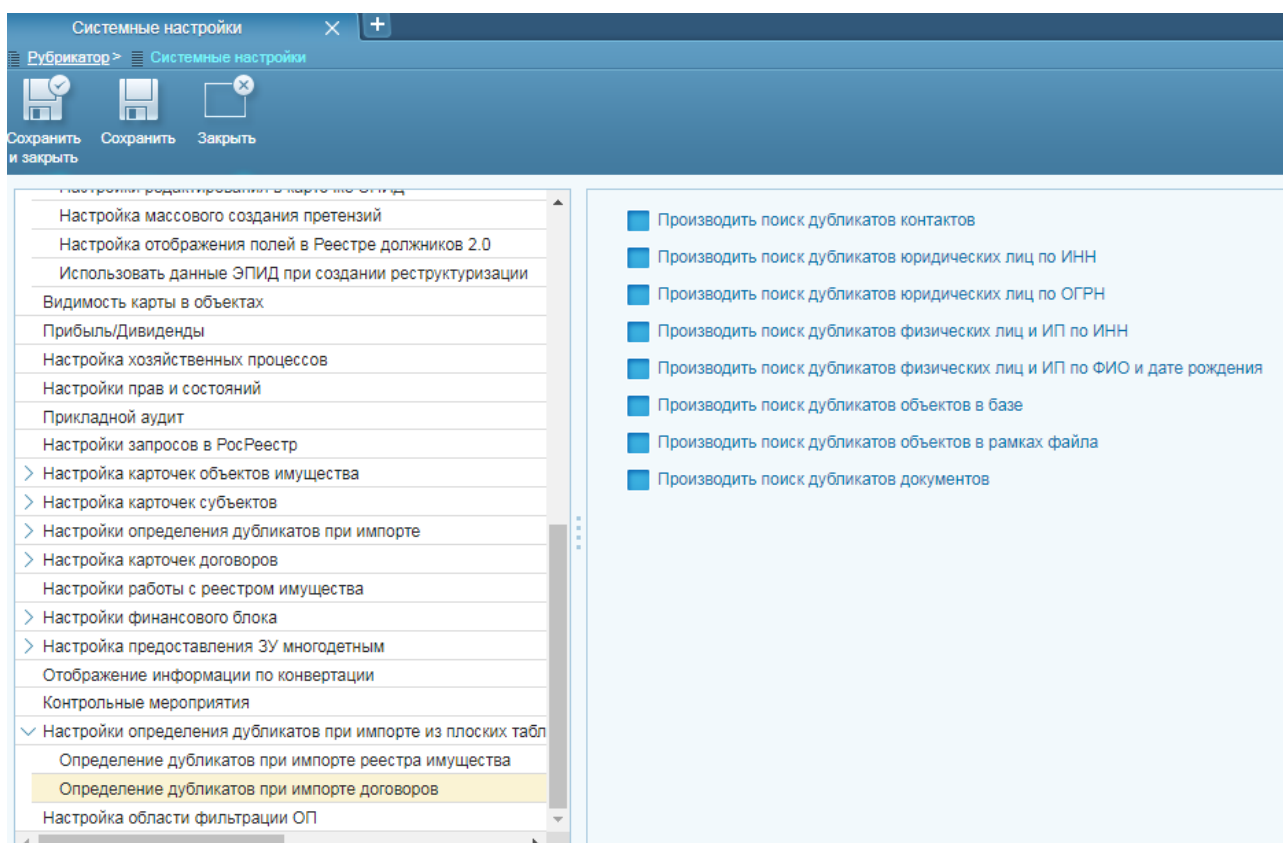 Системные настройки
Рубрикатор > Системные настройки
Сохранить и закрыть
Сохранить
Закрыть
Настройки редактирования в карточке ЭПИД
Настройка массового создания претензий
Настройка отображения полей в Реестре должников 2.0
Использовать данные ЭПИД при создании реструктуризации
Видимость карты в объектах
Прибыль/Дивиденды
Настройка хозяйственных процессов
Настройки прав и состояний
Прикладной аудит
Настройки запросов в РосРеестр
Настройка карточек объектов имущества
Настройка карточек субъектов
Настройки определения дубликатов при импорте
Настройка карточек договоров
Настройки работы с реестром имущества
Настройки финансового блока
Настройка предоставления ЗУ многодетным
Отображение информации по конвертации
Контрольные мероприятия
Настройки определения дубликатов при импорте из плоских табл
Определение дубликатов при импорте реестра имущества
Определение дубликатов при импорте договоров
Настройка области фильтрации ОП
Производить поиск дубликатов контактов
Производить поиск дубликатов юридических лиц по ИНН
Производить поиск дубликатов юридических лиц по ОГРН
Производить поиск дубликатов физических лиц и ИП по ИНН
Производить поиск дубликатов физических лиц и ИП по ФИО и дате рождения
Производить поиск дубликатов объектов в базе
Производить поиск дубликатов объектов в рамках файла
Производить поиск дубликатов документов